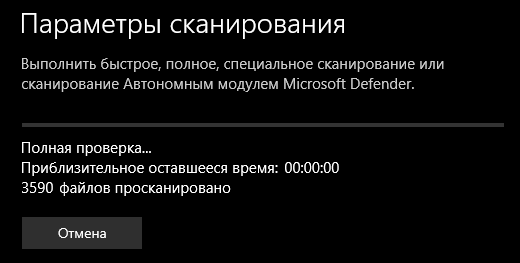 Параметры сканирования
Выполнить быстрое, полное, специальное сканирование или
сканирование Автономным модулем Microsoft Defender.
Полная проверка...
Приблизительное оставшееся время: 00:00:00
3590 файлов просканировано
Отмена